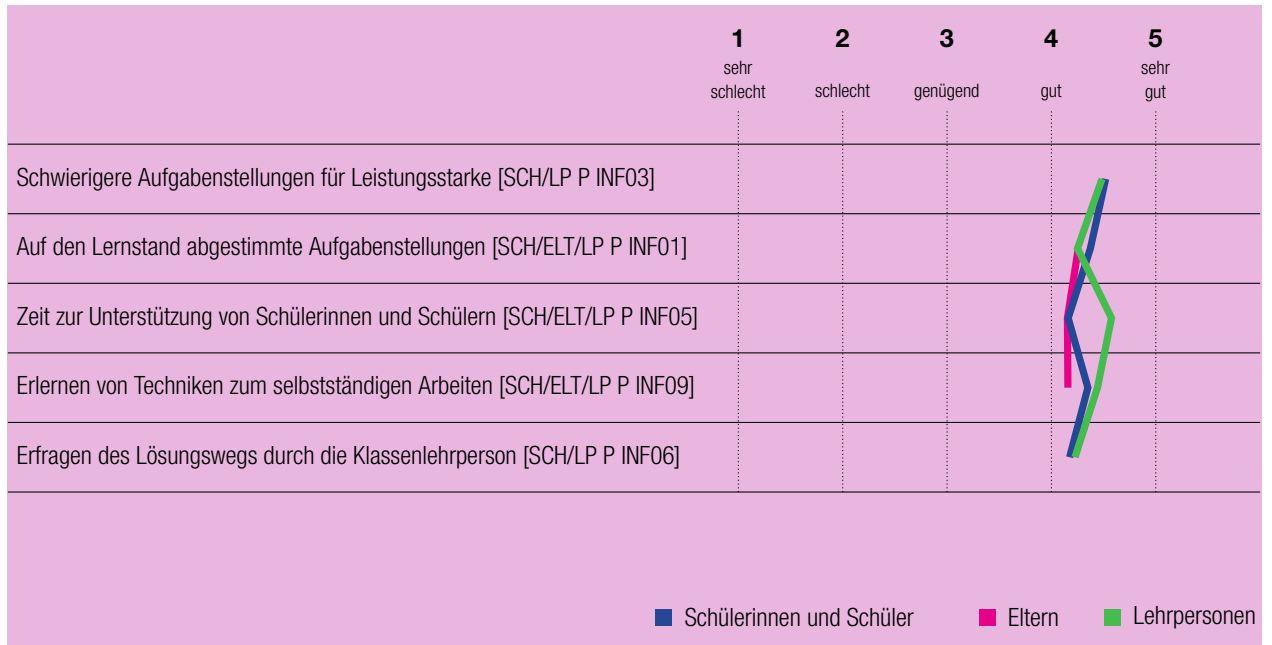 1 2 3 4 5
sehr schlecht schlecht genügend gut sehr gut
Schwierigere Aufgabenstellungen für Leistungsstarke [SCH/LP P INF03]
Auf den Lernstand abgestimmte Aufgabenstellungen [SCH/ELT/LP P INF01]
Zeit zur Unterstützung von Schülerinnen und Schülern [SCH/ELT/LP P INF05]
Erlernen von Techniken zum selbstständigen Arbeiten [SCH/ELT/LP P INF09]
Erfragen des Lösungswegs durch die Klassenlehrperson [SCH/LP P INF06]
Schülerinnen und Schüler Eltern Lehrpersonen